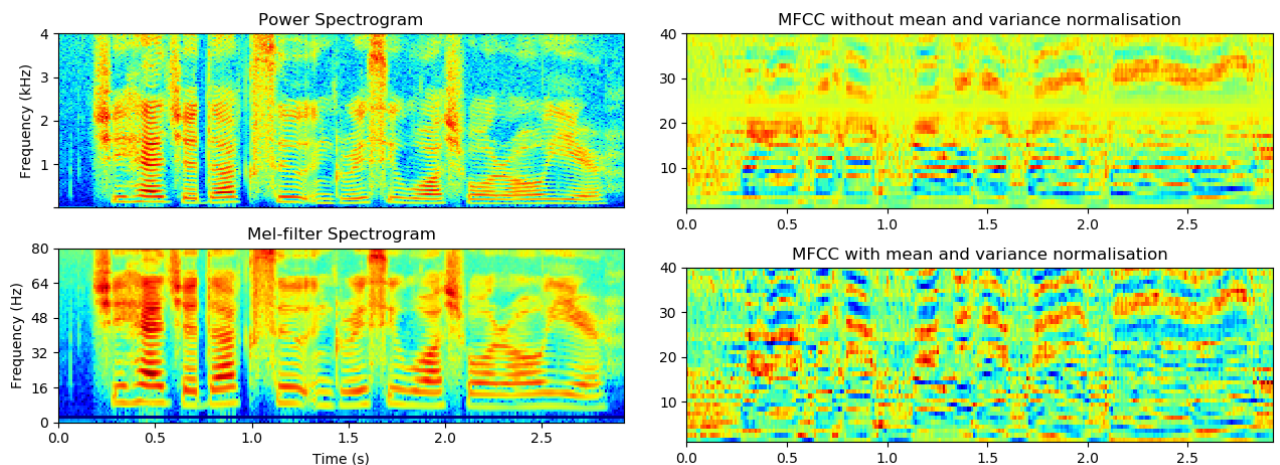 Power Spectrogram
Frequency (kHz)
4
3
2
1
Mel-filter Spectrogram
Frequency (Hz)
80
64
48
32
16
0
0.0 0.5 1.0 1.5 2.0 2.5
Time (s)
MFCC without mean and variance normalisation
40
30
20
10
0.0 0.5 1.0 1.5 2.0 2.5
MFCC with mean and variance normalisation
40
30
20
10
0.0 0.5 1.0 1.5 2.0 2.5